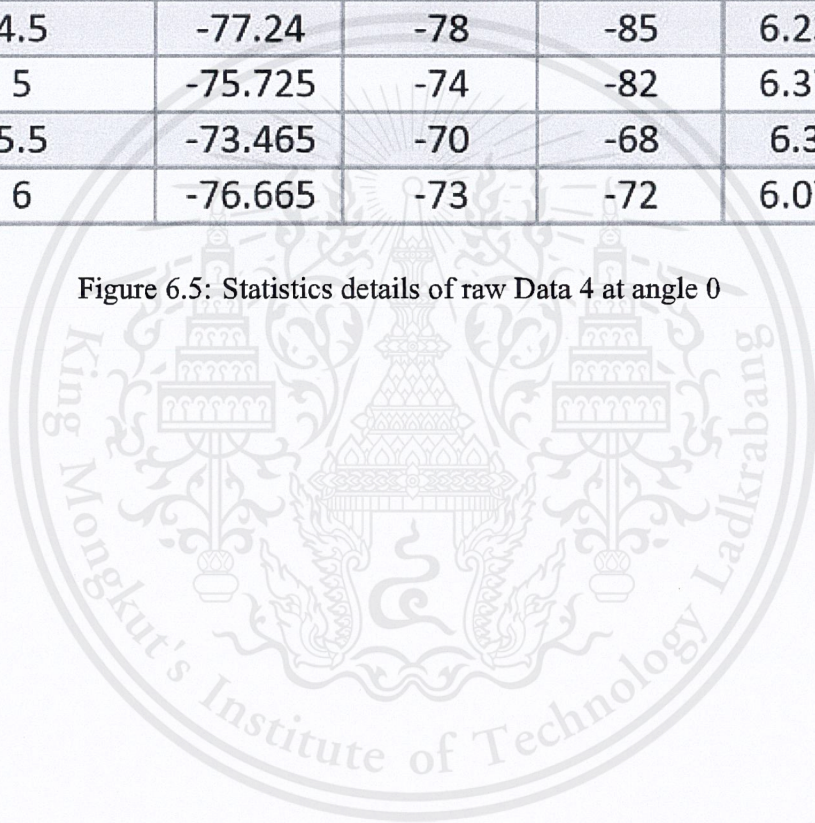 4.5 -77.24 -78 -85 6.2
5 -75.725 -74 -82 6.3
5.5 -73.465 -70 -68 6.3
6 -76.665 -73 -72 6.0
Figure 6.5: Statistics details of raw Data 4 at angle 0
King Mongkut's Institute of Technology Ladkrabang